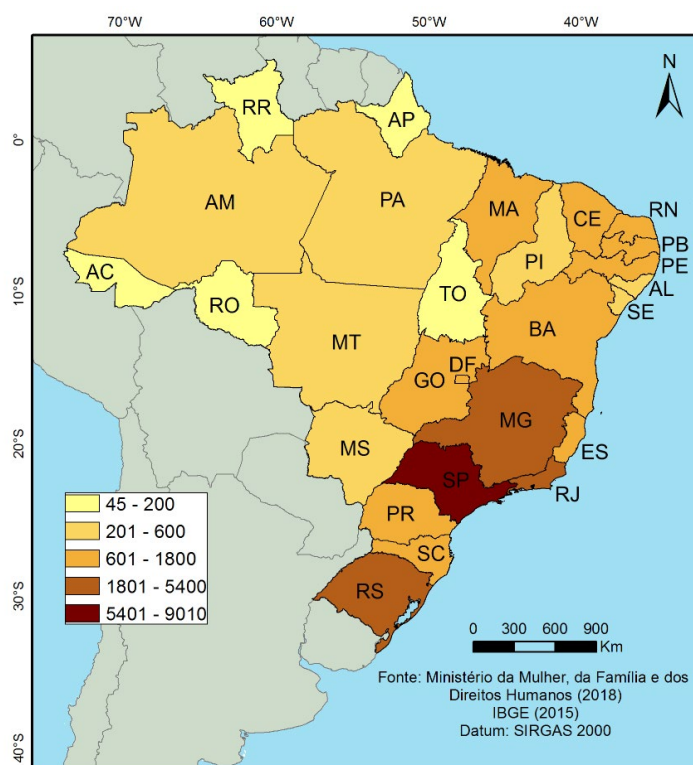 70°W 60°W 50°W 40°W
N
RR
AP
0°
AM
PA
MA
CE
RN
PB
PE
AL
SE
PI
AC
RO
TO
10°S
BA
MT
DF
GO
MG
MS
ES
20°S
SP
RJ
PR
SC
RS
45 - 200
201 - 600
601 - 1800
1801 - 5400
5401 - 9010
30°S
0 300 600 900
Km
Fonte: Ministério da Mulher, da Família e dos
Direitos Humanos (2018)
IBGE (2015)
Datum: SIRGAS 2000
40°S